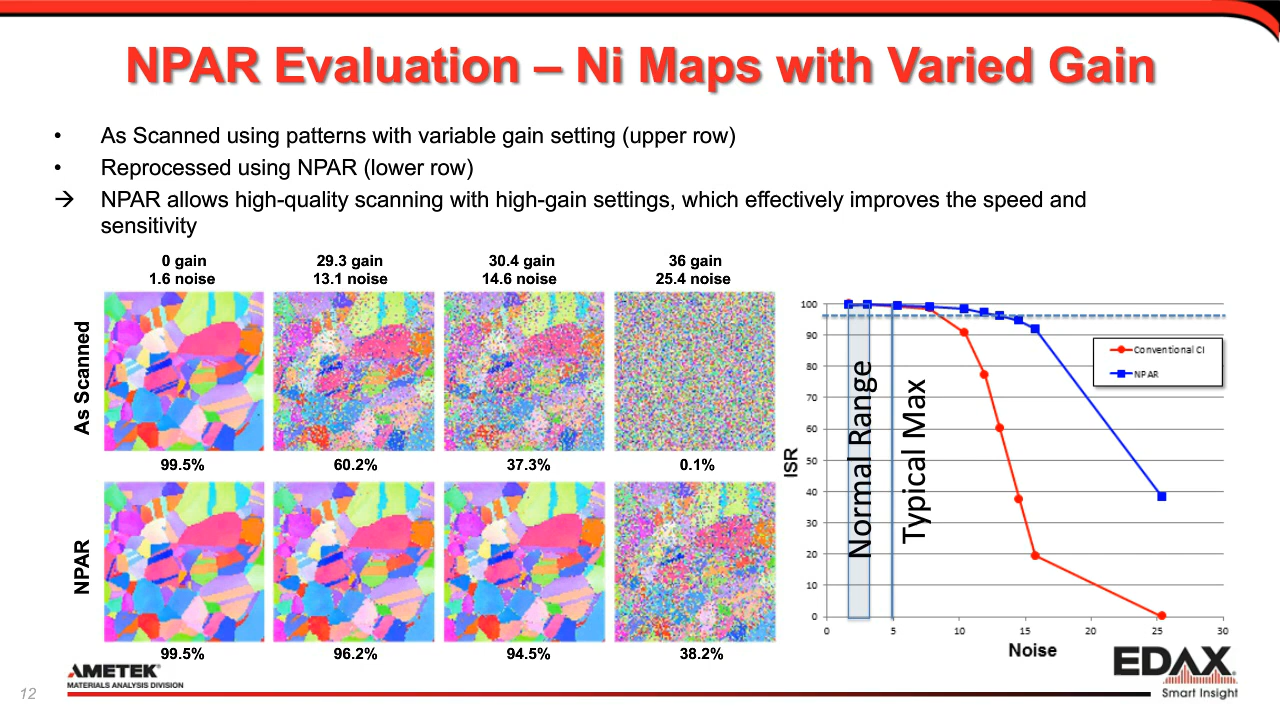 NPAR Evaluation – Ni Maps with Varied Gain
• As Scanned using patterns with variable gain setting (upper row)
• Reprocessed using NPAR (lower row)
→ NPAR allows high-quality scanning with high-gain settings, which effectively improves the speed and
sensitivity
0 gain
1.6 noise
29.3 gain
13.1 noise
30.4 gain
14.6 noise
36 gain
25.4 noise
As Scanned
99.5%
60.2%
37.3%
0.1%
NPAR
99.5%
96.2%
94.5%
38.2%
ISR
100
90
80
70
60
50
40
30
20
10
0
Normal Range
Typical Max
Conventional CI
NPAR
0
5
10
15
20
25
30
Noise
AMETEK®
MATERIALS ANALYSIS DIVISION
EDAX
Smart Insight
12